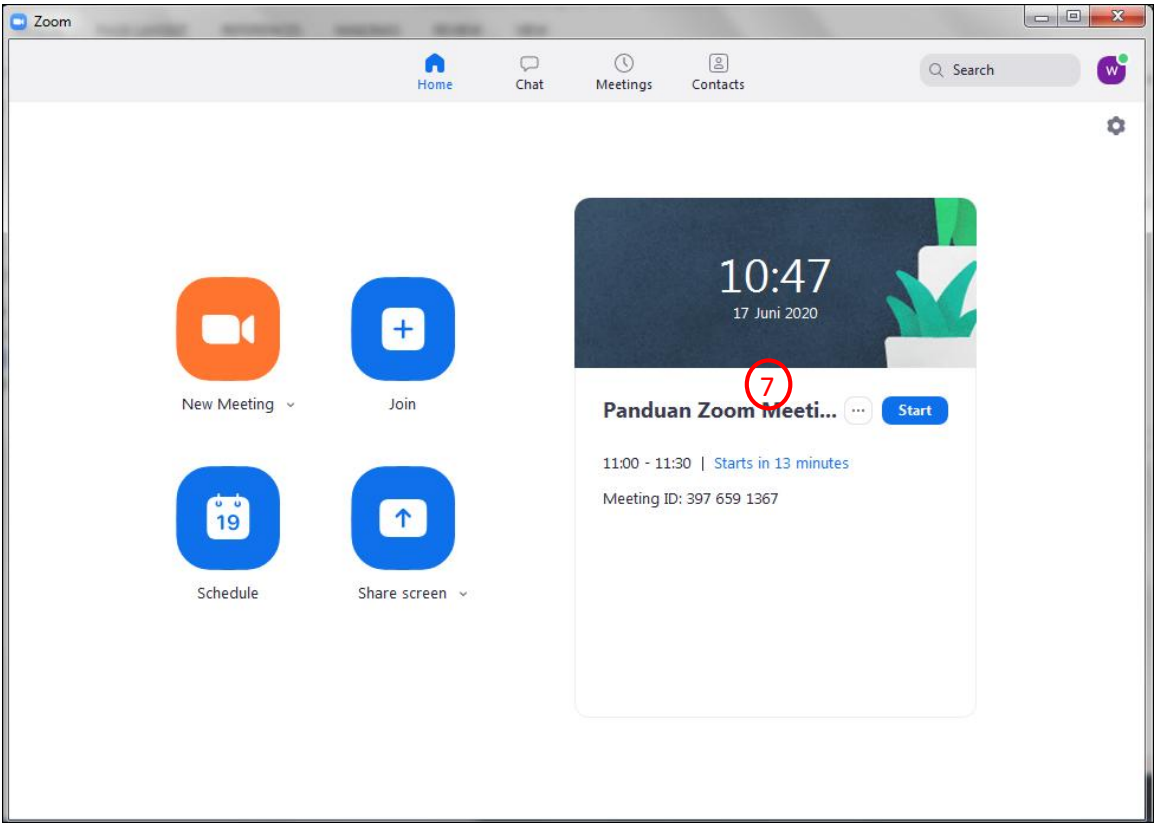 Zoom
Home
Chat
Meetings
Contacts
Search
W
10:47
17 Juni 2020
7
Panduan Zoom Meeti...
Start
11:00 - 11:30 | Starts in 13 minutes
Meeting ID: 397 659 1367
New Meeting
Join
19
Schedule
Share screen